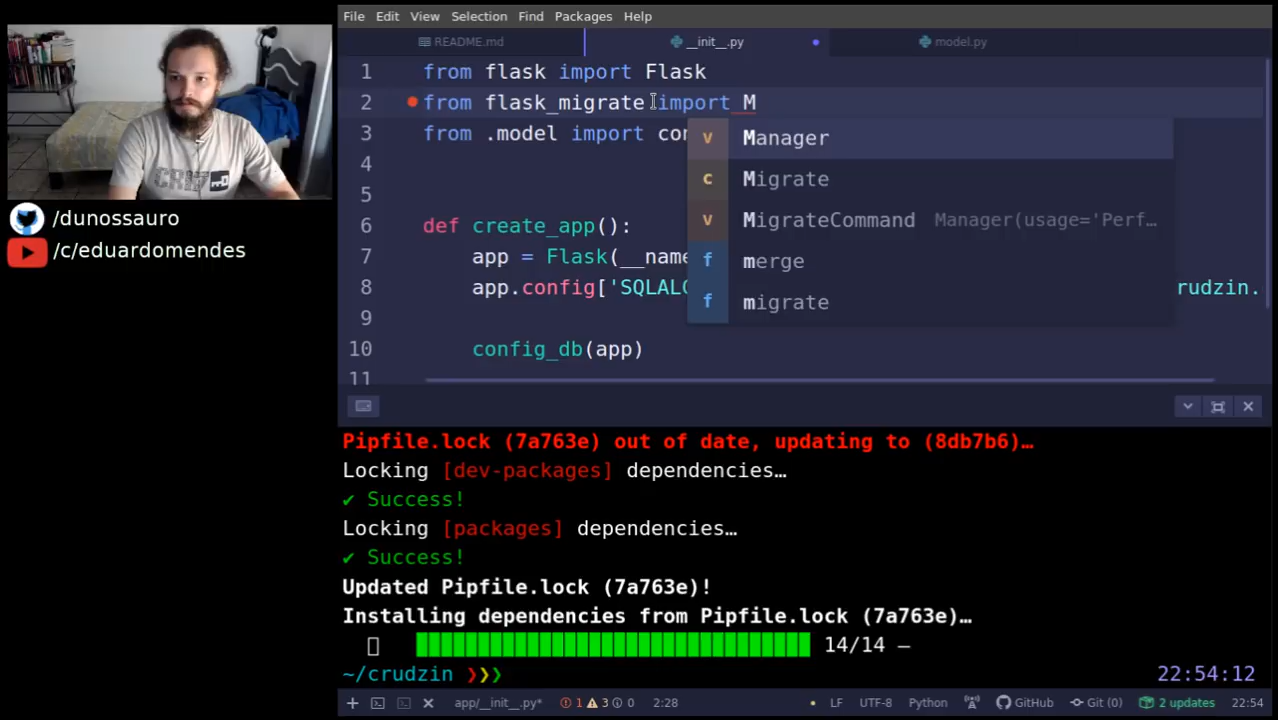 File Edit View Selection Find Packages Help
README.md __init__.py model.py
1 from flask import Flask
2 from flask_migrate import M
3 from .model import con
4
5
6 def create_app():
7 app = Flask(__name
8 app.config['SQLALC rudzin.
9
10 config_db(app)
11
v Manager
c Migrate
v MigrateCommand Manager(usage='Perf…
f merge
f migrate
/dunossauro
/c/eduardomendes
Pipfile.lock (7a763e) out of date, updating to (8db7b6)…
Locking [dev-packages] dependencies…
✔ Success!
Locking [packages] dependencies…
✔ Success!
Updated Pipfile.lock (7a763e)!
Installing dependencies from Pipfile.lock (7a763e)…
14/14 —
~/crudzin ❯❯❯ 22:54:12
app/__init__.py* 1 3 0 2:28 LF UTF-8 Python GitHub Git (0) 2 updates 22:54